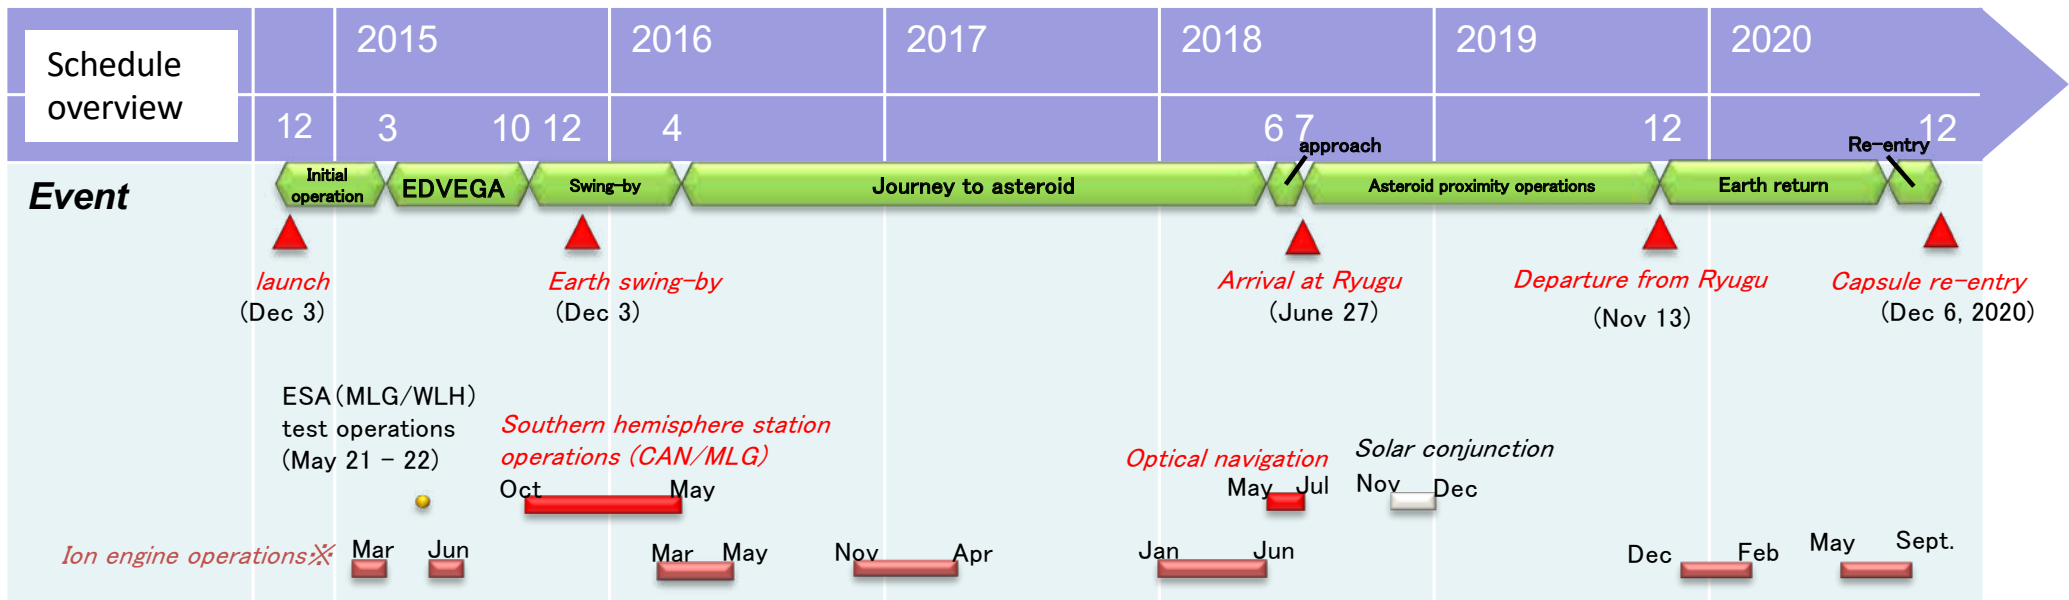 Schedule
overview
2015 2016 2017 2018 2019 2020
12 3 10 12 4 6 7 12 12
approach
Re-entry
Event
Initial
operation
EDVEGA
Swing-by
Journey to asteroid
Asteroid proximity operations
Earth return
launch
(Dec 3)
Earth swing-by
(Dec 3)
Arrival at Ryugu
(June 27)
Departure from Ryugu
(Nov 13)
Capsule re-entry
(Dec 6, 2020)
ESA(MLG/WLH)
test operations
(May 21 - 22)
Southern hemisphere station
operations (CAN/MLG)
Oct May
Optical navigation
May Jul
Solar conjunction
Nov Dec
Ion engine operations※
Mar Jun Mar May Nov Apr Jan Jun Dec Feb May Sept.